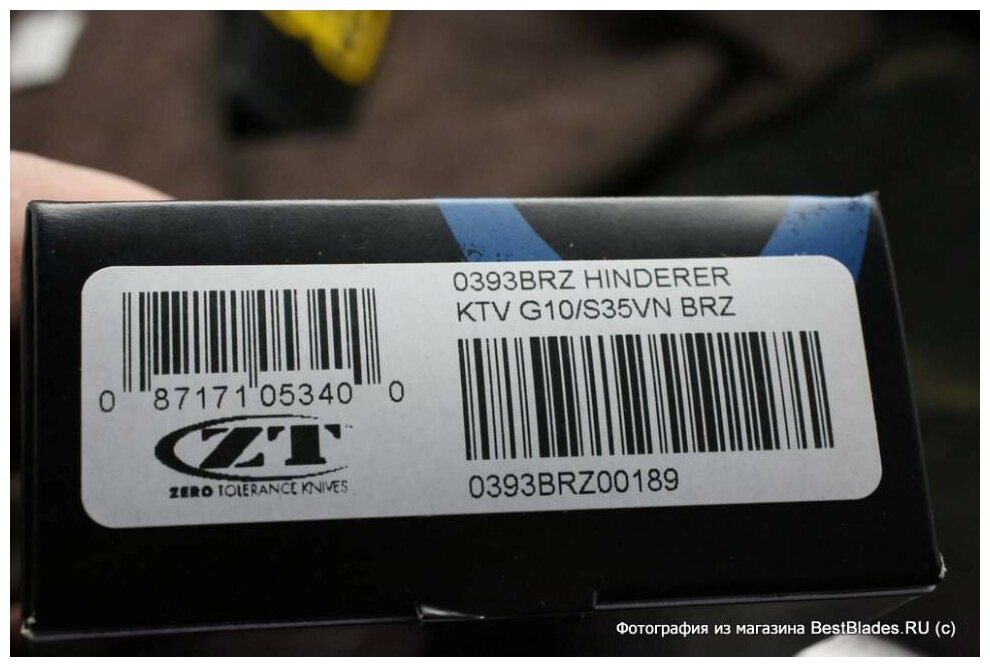 0393BRZ HINDERER
KTV G10/S35VN BRZ
0 87171 05340 0
ZT
ZERO TOLERANCE KNIVES
0393BRZ00189
Фотография из магазина BestBlades.RU (c)